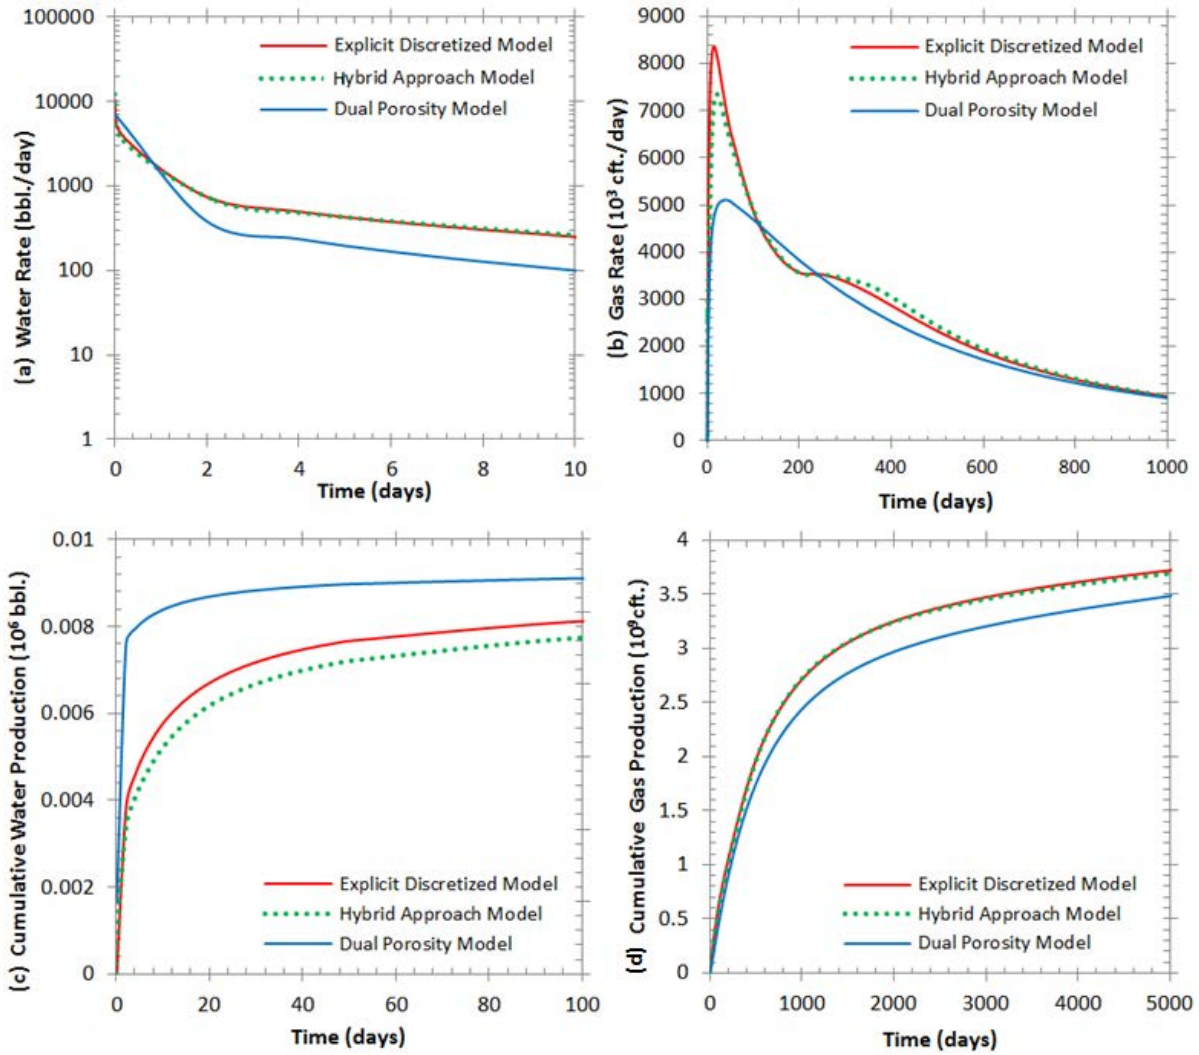 100000
10000
1000
100
10
1
(a) Water Rate (bbl./day)
Explicit Discretized Model
Hybrid Approach Model
Dual Porosity Model
0 2 4 6 8 10
Time (days)
9000
8000
7000
6000
5000
4000
3000
2000
1000
0
(b) Gas Rate (10³ cft./day)
Explicit Discretized Model
Hybrid Approach Model
Dual Porosity Model
0 200 400 600 800 1000
Time (days)
0.01
0.008
0.006
0.004
0.002
0
(c) Cumulative Water Production (10⁶ bbl.)
Explicit Discretized Model
Hybrid Approach Model
Dual Porosity Model
0 20 40 60 80 100
Time (days)
4
3.5
3
2.5
2
1.5
1
0.5
0
(d) Cumulative Gas Production (10⁹ cft.)
Explicit Discretized Model
Hybrid Approach Model
Dual Porosity Model
0 1000 2000 3000 4000 5000
Time (days)